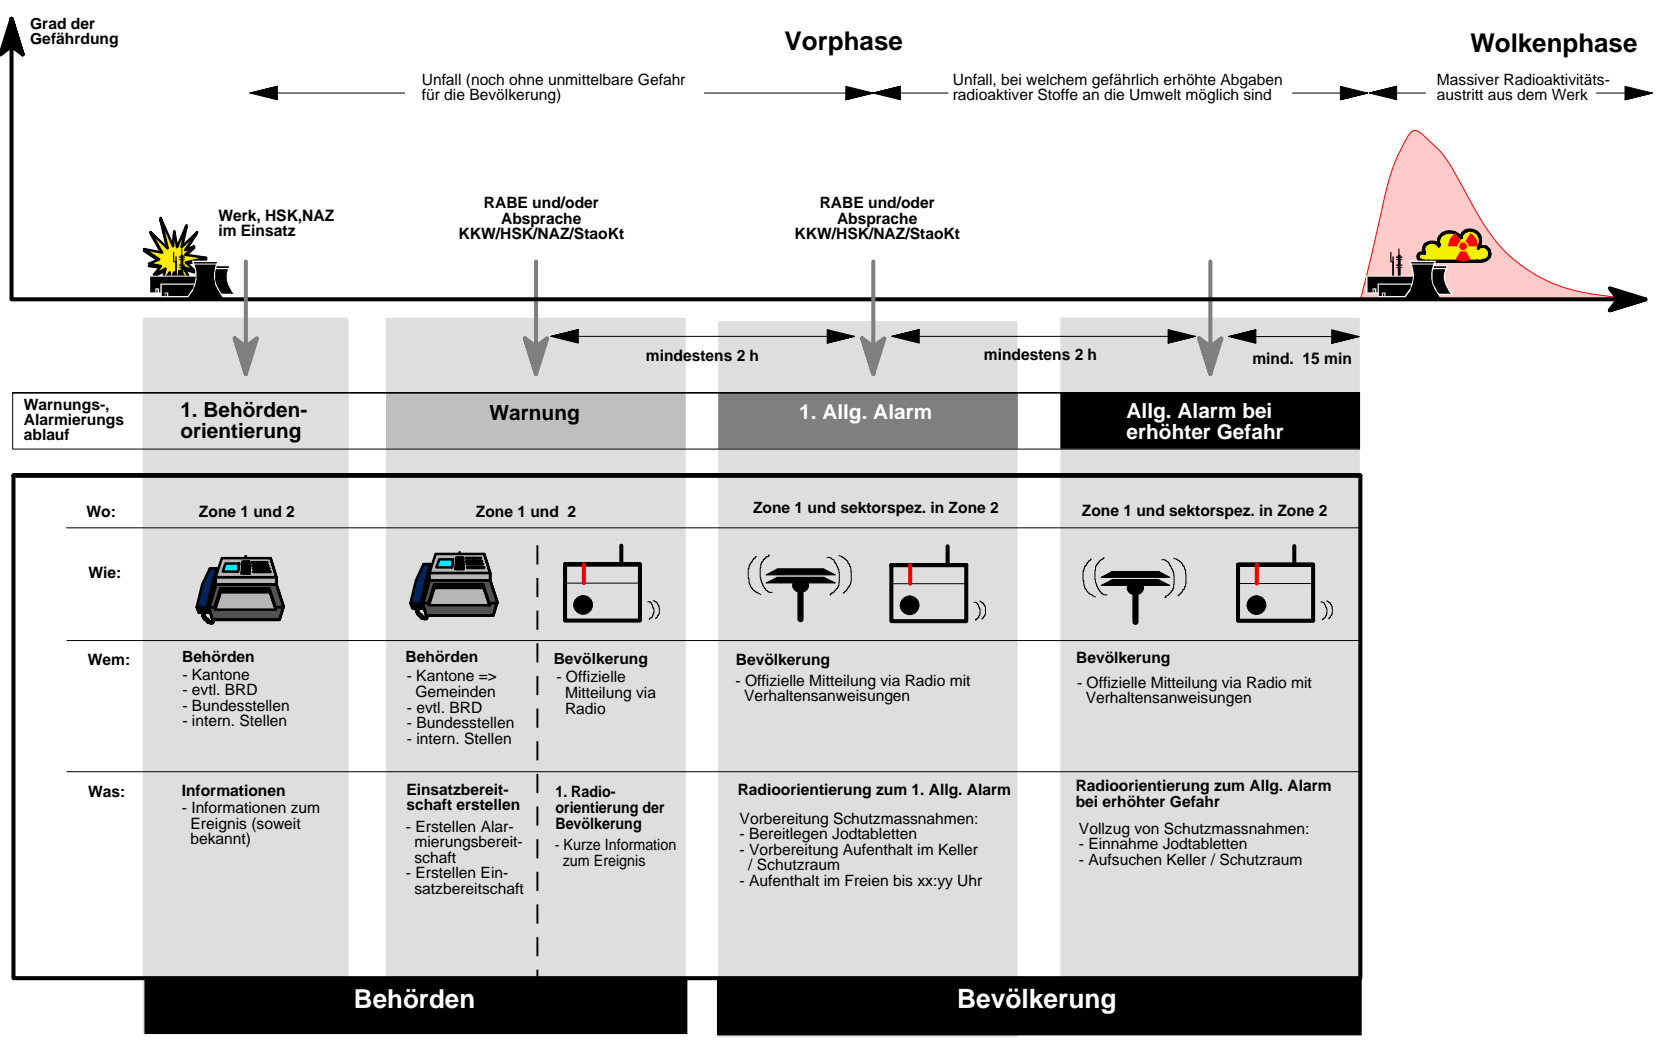 Grad der
Gefährdung
Vorphase
Wolkenphase
Unfall (noch ohne unmittelbare Gefahr
für die Bevölkerung)
Unfall, bei welchem gefährlich erhöhte Abgaben
radioaktiver Stoffe an die Umwelt möglich sind
Massiver Radioaktivitäts-
austritt aus dem Werk
Werk, HSK,NAZ
im Einsatz
RABE und/oder
Absprache
KKW/HSK/NAZ/StaoKt
RABE und/oder
Absprache
KKW/HSK/NAZ/StaoKt
mindestens 2 h
mindestens 2 h
mind. 15 min
Warnungs-,
Alarmierungs
ablauf
1. Behörden-
orientierung
Warnung
1. Allg. Alarm
Allg. Alarm bei
erhöhter Gefahr
Wo:
Zone 1 und 2
Zone 1 und 2
Zone 1 und sektorspez. in Zone 2
Zone 1 und sektorspez. in Zone 2
Wie:
Wem:
Behörden
- Kantone
- evtl. BRD
- Bundesstellen
- intern. Stellen
Behörden
- Kantone =>
Gemeinden
- evtl. BRD
- Bundesstellen
- intern. Stellen
Bevölkerung
- Offizielle
Mitteilung via
Radio
Bevölkerung
- Offizielle Mitteilung via Radio mit
Verhaltensanweisungen
Bevölkerung
- Offizielle Mitteilung via Radio mit
Verhaltensanweisungen
Was:
Informationen
- Informationen zum
Ereignis (soweit
bekannt)
Einsatzbereit-
schaft erstellen
- Erstellen Alar-
mierungsbereit-
schaft
- Erstellen Ein-
satzbereitschaft
1. Radio-
orientierung der
Bevölkerung
- Kurze Information
zum Ereignis
Radioorientierung zum 1. Allg. Alarm
Vorbereitung Schutzmassnahmen:
- Bereitlegen Jodtabletten
- Vorbereitung Aufenthalt im Keller
/ Schutzraum
- Aufenthalt im Freien bis xx:yy Uhr
Radioorientierung zum Allg. Alarm
bei erhöhter Gefahr
Vollzug von Schutzmassnahmen:
- Einnahme Jodtabletten
- Aufsuchen Keller / Schutzraum
Behörden
Bevölkerung